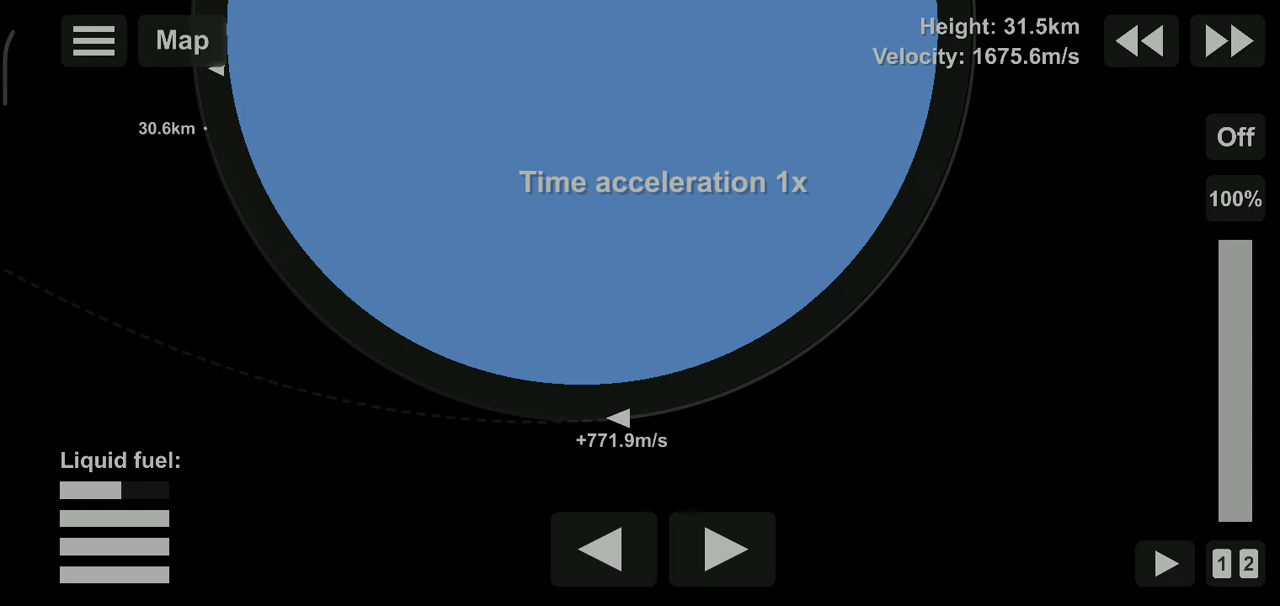 Map
Height: 31.5km
Velocity: 1675.6m/s
30.6km
Off
Time acceleration 1x
100%
+771.9m/s
Liquid fuel:
1 2